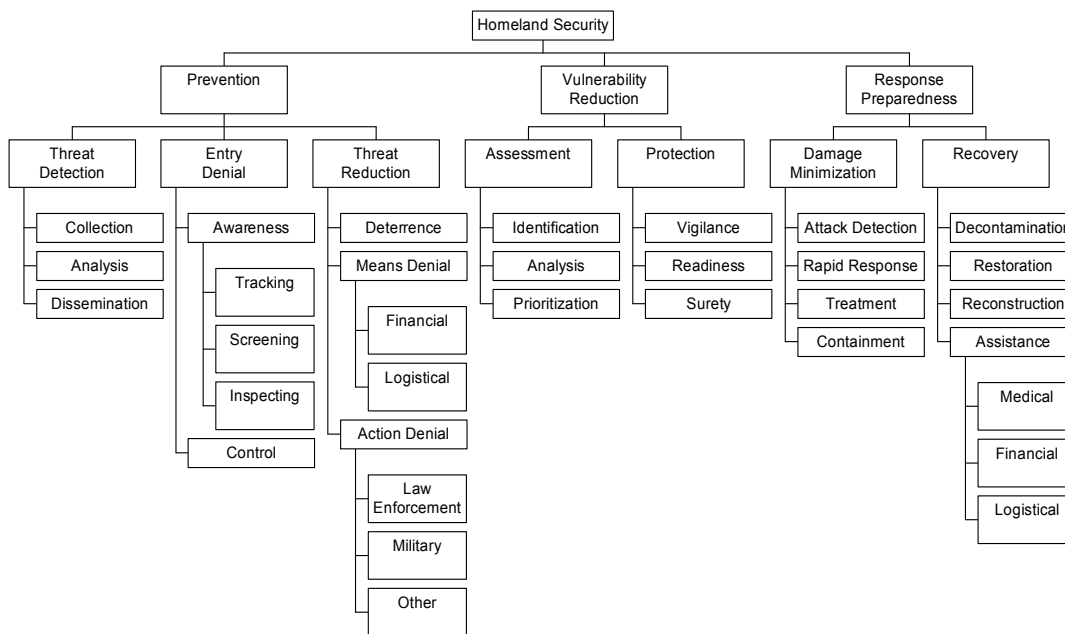 Homeland Security
Prevention
Vulnerability
Reduction
Response
Preparedness
Threat
Detection
Entry
Denial
Threat
Reduction
Assessment
Protection
Damage
Minimization
Recovery
Collection
Analysis
Dissemination
Awareness
Tracking
Screening
Inspecting
Control
Deterrence
Means Denial
Financial
Logistical
Action Denial
Law
Enforcement
Military
Other
Identification
Analysis
Prioritization
Vigilance
Readiness
Surety
Attack Detection
Rapid Response
Treatment
Containment
Decontamination
Restoration
Reconstruction
Assistance
Medical
Financial
Logistical